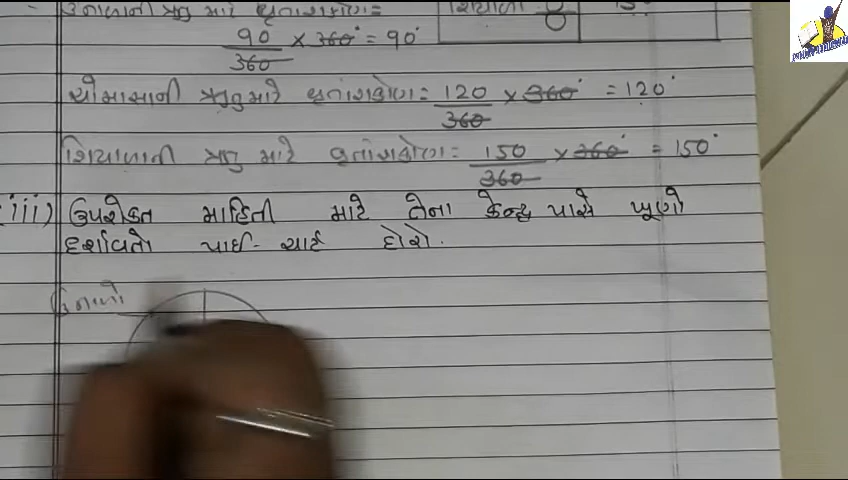 ઉનાળાની ઋતુ માટે વૃતાંશકોણ=
90/360 × 360° = 90°
શિયાળો
ચોમાસાની ઋતુ માટે વૃતાંશકોણ = 120/360 × 360° = 120°
શિયાળાની ઋતુ માટે વૃતાંશકોણ = 150/360 × 360° = 150°
iii) ઉપરોક્ત માહિતી માટે તેના કેન્દ્ર પાસે ખૂણો
દર્શાવતો પાઈ-ચાર્ટ દોરો.
ઉનાળો